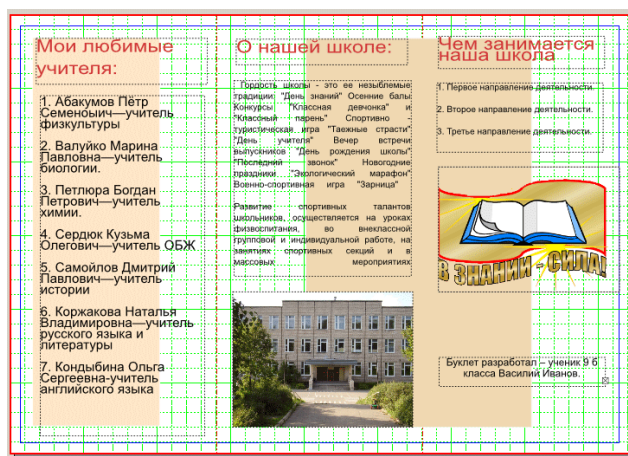 Мои любимые
учителя:
1. Абакумов Пётр
Семеноыич—учитель
физкультуры
2. Валуйко Марина
Павловна—учитель
биологии.
3. Петлюра Богдан
Петрович—учитель
химии.
4. Сердюк Кузьма
Олегович—учитель ОБЖ
5. Самойлов Дмитрий
Павлович—учитель
истории
6. Коржакова Наталья
Владимировна—учитель
русского языка и
литературы
7. Кондыбина Ольга
Сергеевна-учитель
английского языка
О нашей школе:
Гордость школы - это ее незыблемые
традиции: "День знаний" Осенние балы
Конкурсы "Классная девчонка" и
"Классный парень" Спортивно -
туристическая игра "Таежные страсти"
"День учителя" Вечер встречи
выпускников "День рождения школы"
"Последний звонок" Новогодние
праздники "Экологический марафон"
Военно-спортивная игра "Зарница"
Развитие спортивных талантов
школьников, осуществляется на уроках
физвоспитания, во внеклассной
групповой и индивидуальной работе, на
занятиях спортивных секций и в
массовых мероприятиях
Чем занимается
наша школа
1. Первое направление деятельности.
2. Второе направление деятельности.
3. Третье направление деятельности.
В ЗНАНИИ - СИЛА!
Буклет разработал – ученик 9 б
класса Василий Иванов.